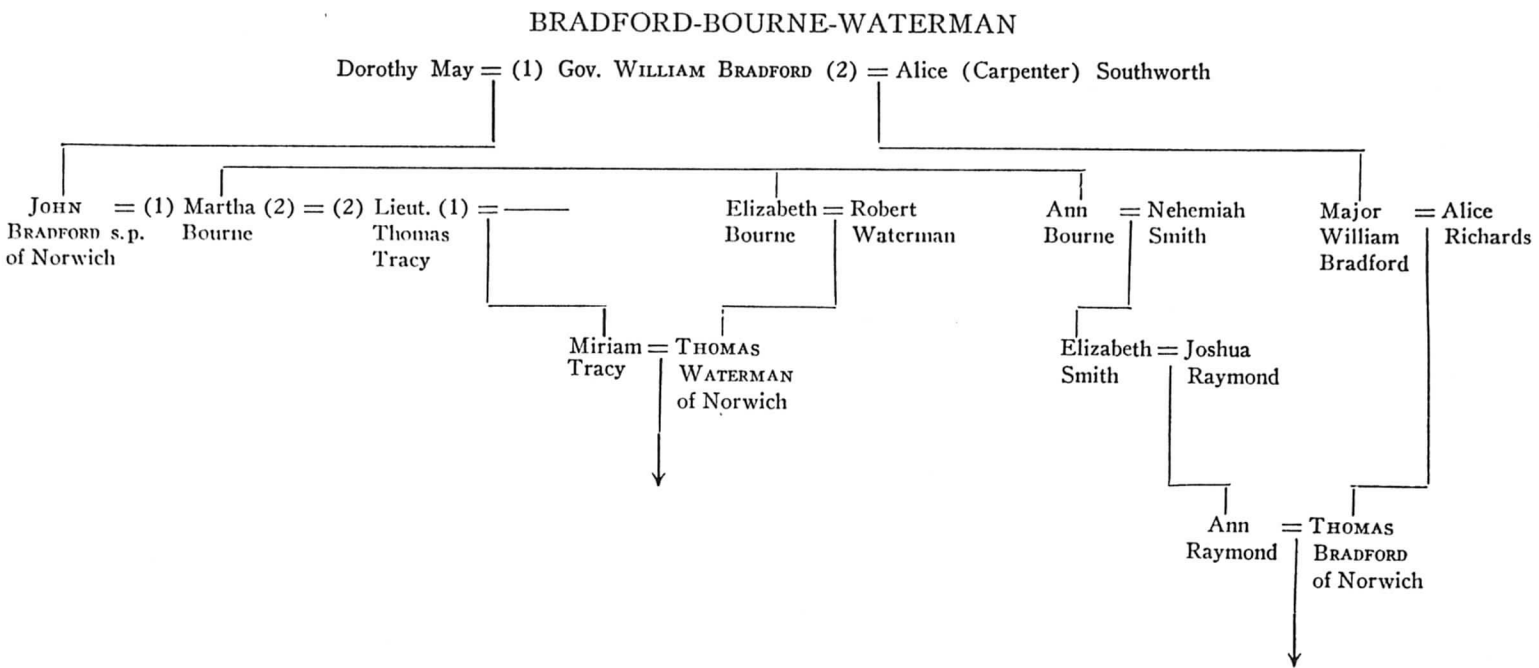 BRADFORD-BOURNE-WATERMAN
Dorothy May = (1) Gov. WILLIAM BRADFORD (2) = Alice (Carpenter) Southworth
JOHN = (1) Martha (2) = (2) Lieut. (1) = ——— Elizabeth = Robert Ann = Nehemiah Major = Alice
BRADFORD s.p. Bourne Thomas Bourne Waterman Bourne Smith William Richards
of Norwich Tracy Bradford
Miriam = THOMAS Elizabeth = Joshua
Tracy WATERMAN Smith Raymond
of Norwich
Ann = THOMAS
Raymond BRADFORD
of Norwich